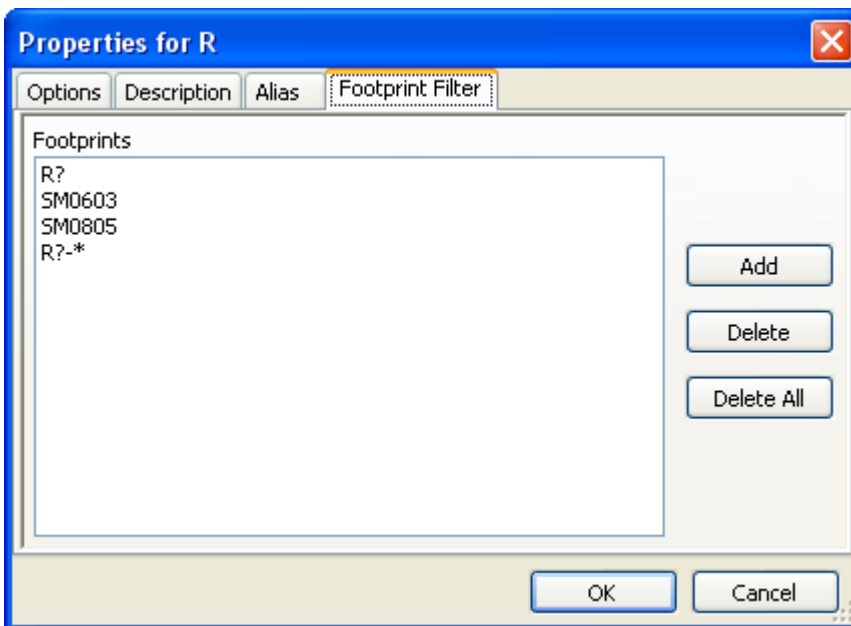 Properties for R
Options Description Alias Footprint Filter
Footprints
R?
SM0603
SM0805
R?-*
Add
Delete
Delete All
OK Cancel